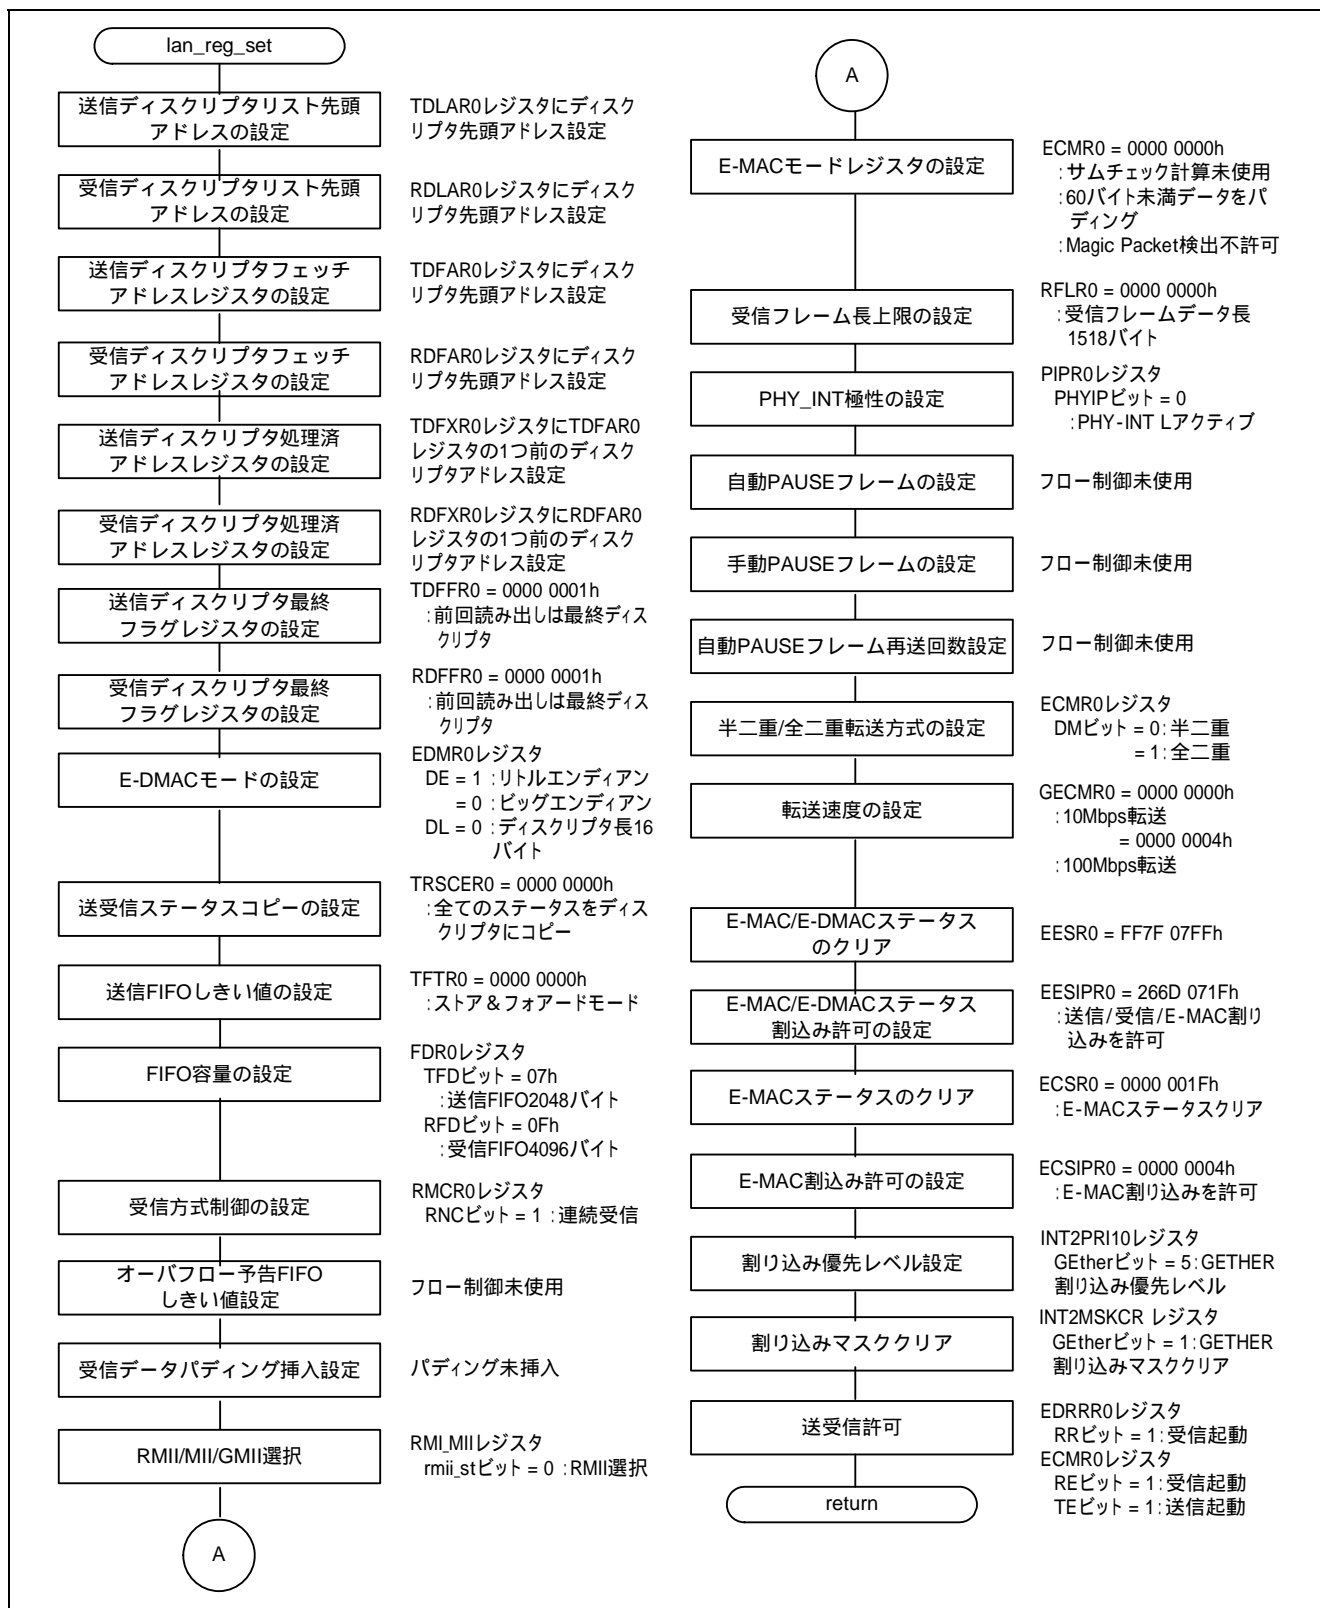 lan_reg_set
送信ディスクリプタリスト先頭
アドレスの設定
TDLAR0レジスタにディスク
リプタ先頭アドレス設定
受信ディスクリプタリスト先頭
アドレスの設定
RDLAR0レジスタにディスク
リプタ先頭アドレス設定
送信ディスクリプタフェッチ
アドレスレジスタの設定
TDFAR0レジスタにディスク
リプタ先頭アドレス設定
受信ディスクリプタフェッチ
アドレスレジスタの設定
RDFAR0レジスタにディスク
リプタ先頭アドレス設定
送信ディスクリプタ処理済
アドレスレジスタの設定
TDFXR0レジスタにTDFAR0
レジスタの1つ前のディスク
リプタアドレス設定
受信ディスクリプタ処理済
アドレスレジスタの設定
RDFXR0レジスタにRDFAR0
レジスタの1つ前のディスク
リプタアドレス設定
送信ディスクリプタ最終
フラグレジスタの設定
TDFFR0 = 0000 0001h
:前回読み出しは最終ディス
クリプタ
受信ディスクリプタ最終
フラグレジスタの設定
RDFFR0 = 0000 0001h
:前回読み出しは最終ディス
クリプタ
E-DMACモードの設定
EDMR0レジスタ
DE = 1 :リトルエンディアン
= 0 :ビッグエンディアン
DL = 0 :ディスクリプタ長16
バイト
送受信ステータスコピーの設定
TRSCER0 = 0000 0000h
:全てのステータスをディス
クリプタにコピー
送信FIFOしきい値の設定
TFTR0 = 0000 0000h
:ストア＆フォアードモード
FIFO容量の設定
FDR0レジスタ
TFDビット = 07h
:送信FIFO2048バイト
RFDビット = 0Fh
:受信FIFO4096バイト
受信方式制御の設定
RMCR0レジスタ
RNCビット = 1 :連続受信
オーバフロー予告FIFO
しきい値設定
フロー制御未使用
受信データパディング挿入設定
パディング未挿入
RMII/MII/GMII選択
RMI_MIIレジスタ
rmii_stビット = 0 :RMII選択
A
A
E-MACモードレジスタの設定
ECMR0 = 0000 0000h
:サムチェック計算未使用
:60バイト未満データをパ
ディング
:Magic Packet検出不許可
受信フレーム長上限の設定
RFLR0 = 0000 0000h
:受信フレームデータ長
1518バイト
PHY_INT極性の設定
PIPR0レジスタ
PHYIPビット = 0
:PHY-INT Lアクティブ
自動PAUSEフレームの設定
フロー制御未使用
手動PAUSEフレームの設定
フロー制御未使用
自動PAUSEフレーム再送回数設定
フロー制御未使用
半二重/全二重転送方式の設定
ECMR0レジスタ
DMビット = 0:半二重
= 1:全二重
転送速度の設定
GECMR0 = 0000 0000h
:10Mbps転送
= 0000 0004h
:100Mbps転送
E-MAC/E-DMACステータス
のクリア
EESR0 = FF7F 07FFh
E-MAC/E-DMACステータス
割込み許可の設定
EESIPR0 = 266D 071Fh
:送信/受信/E-MAC割り
込みを許可
E-MACステータスのクリア
ECSR0 = 0000 001Fh
:E-MACステータスクリア
E-MAC割込み許可の設定
ECSIPR0 = 0000 0004h
:E-MAC割り込みを許可
割り込み優先レベル設定
INT2PRI10レジスタ
GEtherビット = 5:GETHER
割り込み優先レベル
割り込みマスククリア
INT2MSKCR レジスタ
GEtherビット = 1:GETHER
割り込みマスククリア
送受信許可
EDRRR0レジスタ
RRビット = 1:受信起動
ECMR0レジスタ
REビット = 1:受信起動
TEビット = 1:送信起動
return